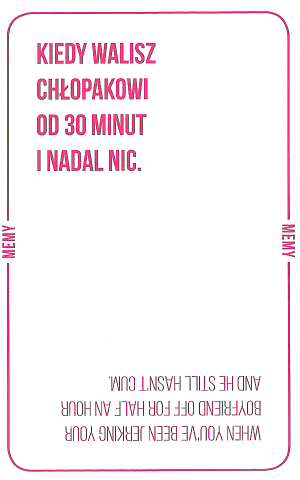 KIEDY WALISZ
CHŁOPAKOWI
OD 30 MINUT
I NADAL NIC.
MEMY
MEMY
WHEN YOU'VE BEEN JERKING YOUR
BOYFRIEND OFF FOR HALF AN HOUR
AND HE STILL HASN'T CUM.